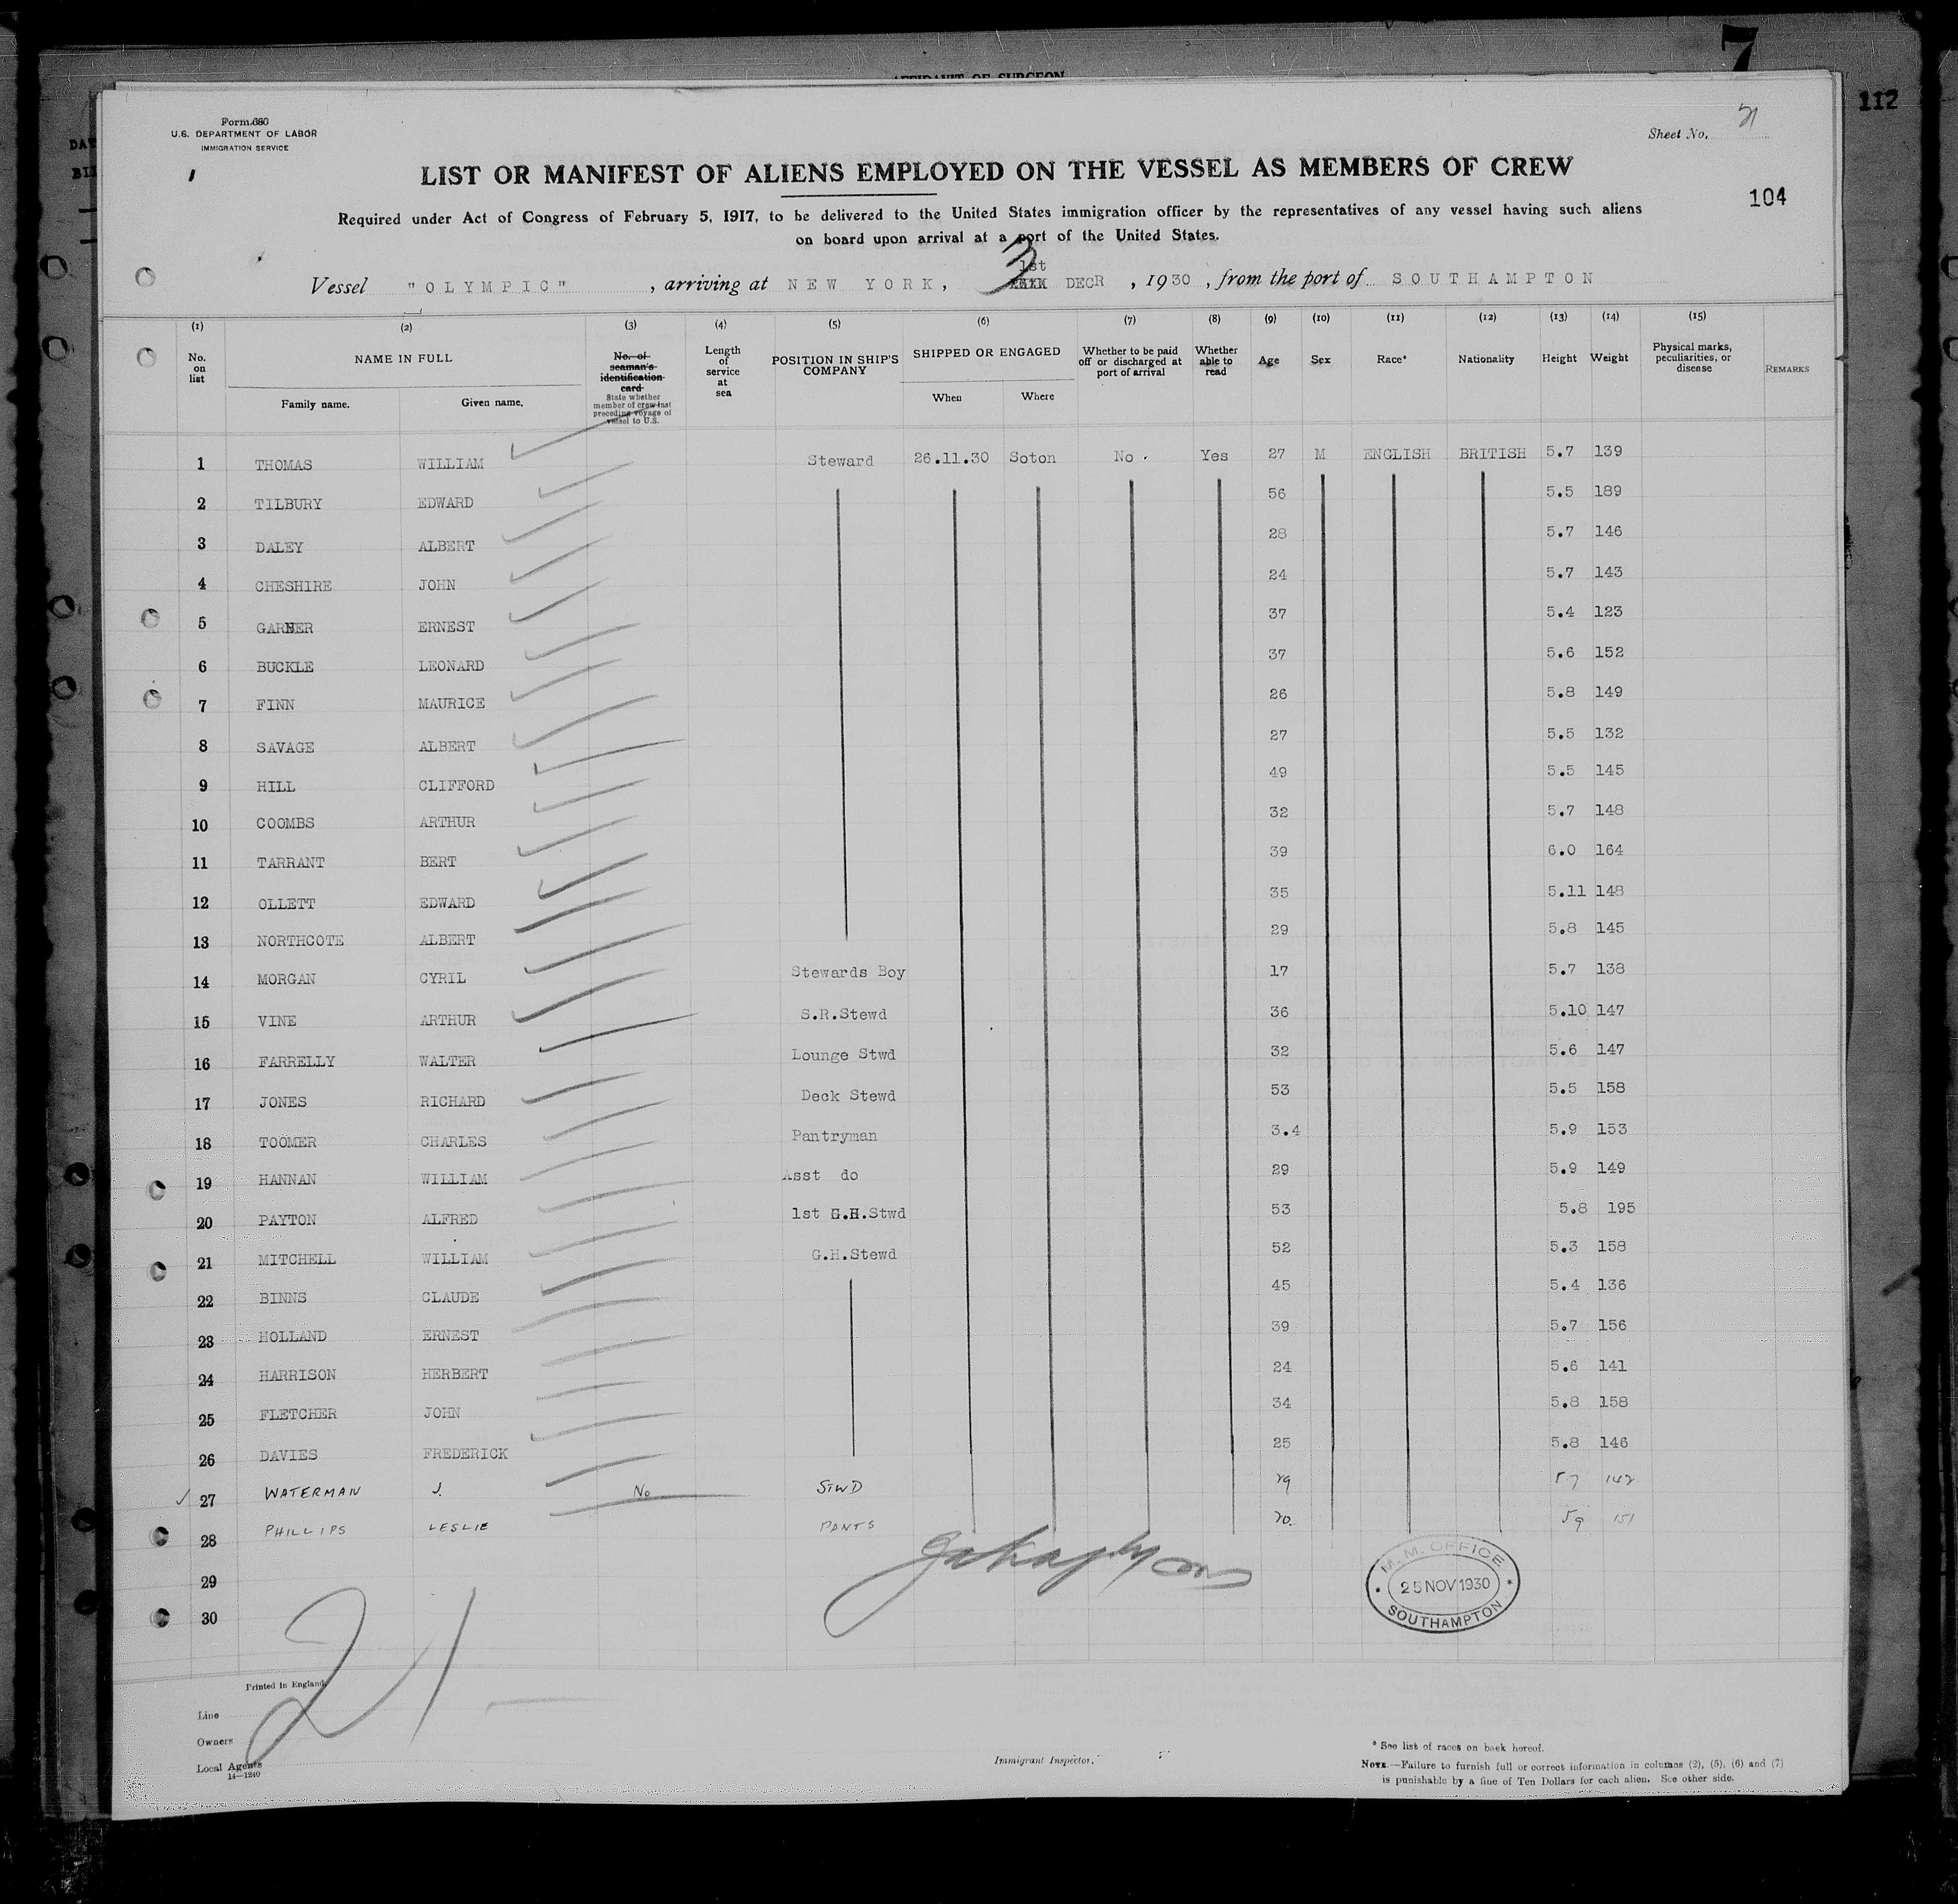 AFFIDAVIT OF SURGEON
7
112
Form 680
U.S. DEPARTMENT OF LABOR
IMMIGRATION SERVICE
Sheet No. 21
LIST OR MANIFEST OF ALIENS EMPLOYED ON THE VESSEL AS MEMBERS OF CREW
104
Required under Act of Congress of February 5, 1917, to be delivered to the United States immigration officer by the representatives of any vessel having such aliens
on board upon arrival at a port of the United States.
Vessel "OLYMPIC", arriving at NEW YORK, 3 1st DECR, 1930, from the port of SOUTHAMPTON
(1) (2) (3) (4) (5) (6) (7) (8) (9) (10) (11) (12) (13) (14) (15)
No. on list
NAME IN FULL
Family name. Given name.
No. of seaman's identification card
State whether member of crew last preceding voyage of vessel to U.S.
Length of service at sea
POSITION IN SHIP'S COMPANY
SHIPPED OR ENGAGED
When Where
Whether to be paid off or discharged at port of arrival
Whether able to read
Age
Sex
Race*
Nationality
Height
Weight
Physical marks, peculiarities, or disease
REMARKS
1 THOMAS WILLIAM Steward 26.11.30 Soton No. Yes 27 M ENGLISH BRITISH 5.7 139
2 TILBURY EDWARD 56 5.5 189
3 DALEY ALBERT 28 5.7 146
4 CHESHIRE JOHN 24 5.7 143
5 GARNER ERNEST 37 5.4 123
6 BUCKLE LEONARD 37 5.6 152
7 FINN MAURICE 26 5.8 149
8 SAVAGE ALBERT 27 5.5 132
9 HILL CLIFFORD 49 5.5 145
10 COOMBS ARTHUR 32 5.7 148
11 TARRANT BERT 39 6.0 164
12 OLLETT EDWARD 35 5.11 148
13 NORTHCOTE ALBERT 29 5.8 145
14 MORGAN CYRIL Stewards Boy 17 5.7 138
15 VINE ARTHUR S.R.Stewd 36 5.10 147
16 FARRELLY WALTER Lounge Stwd 32 5.6 147
17 JONES RICHARD Deck Stewd 53 5.5 158
18 TOOMER CHARLES Pantryman 3.4 5.9 153
19 HANNAN WILLIAM Asst do 29 5.9 149
20 PAYTON ALFRED 1st G.H.Stwd 53 5.8 195
21 MITCHELL WILLIAM G.H.Stewd 52 5.3 158
22 BINNS CLAUDE 45 5.4 136
23 HOLLAND ERNEST 39 5.7 156
24 HARRISON HERBERT 24 5.6 141
25 FLETCHER JOHN 34 5.8 158
26 DAVIES FREDERICK 25 5.8 146
27 WATERMAN J. No STWD 29 57 142
28 PHILLIPS LESLIE PANTS 20. 59 151
29
30
M.M. OFFICE
25 NOV 1930
SOUTHAMPTON
21
Printed in England
Line
Owners
Local Agents
14—1240
Immigrant Inspector.
* See list of races on back hereof.
NOTE.—Failure to furnish full or correct information in columns (2), (5), (6) and (7)
is punishable by a fine of Ten Dollars for each alien. See other side.